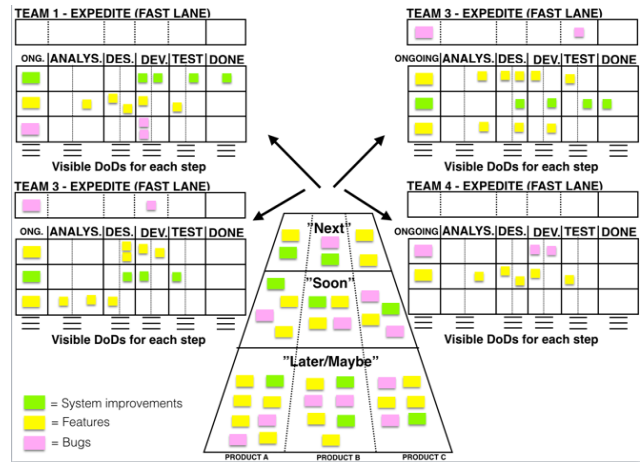 TEAM 1 - EXPEDITE (FAST LANE)
ONG. ANALYS. DES. DEV. TEST DONE
Visible DoDs for each step
TEAM 3 - EXPEDITE (FAST LANE)
ONGOING ANALYS. DES. DEV. TEST DONE
Visible DoDs for each step
TEAM 3 - EXPEDITE (FAST LANE)
ONG. ANALYS. DES. DEV. TEST DONE
Visible DoDs for each step
TEAM 4 - EXPEDITE (FAST LANE)
ONGOING ANALYS. DES. DEV. TEST DONE
Visible DoDs for each step
"Next"
"Soon"
"Later/Maybe"
PRODUCT A PRODUCT B PRODUCT C
= System improvements
= Features
= Bugs